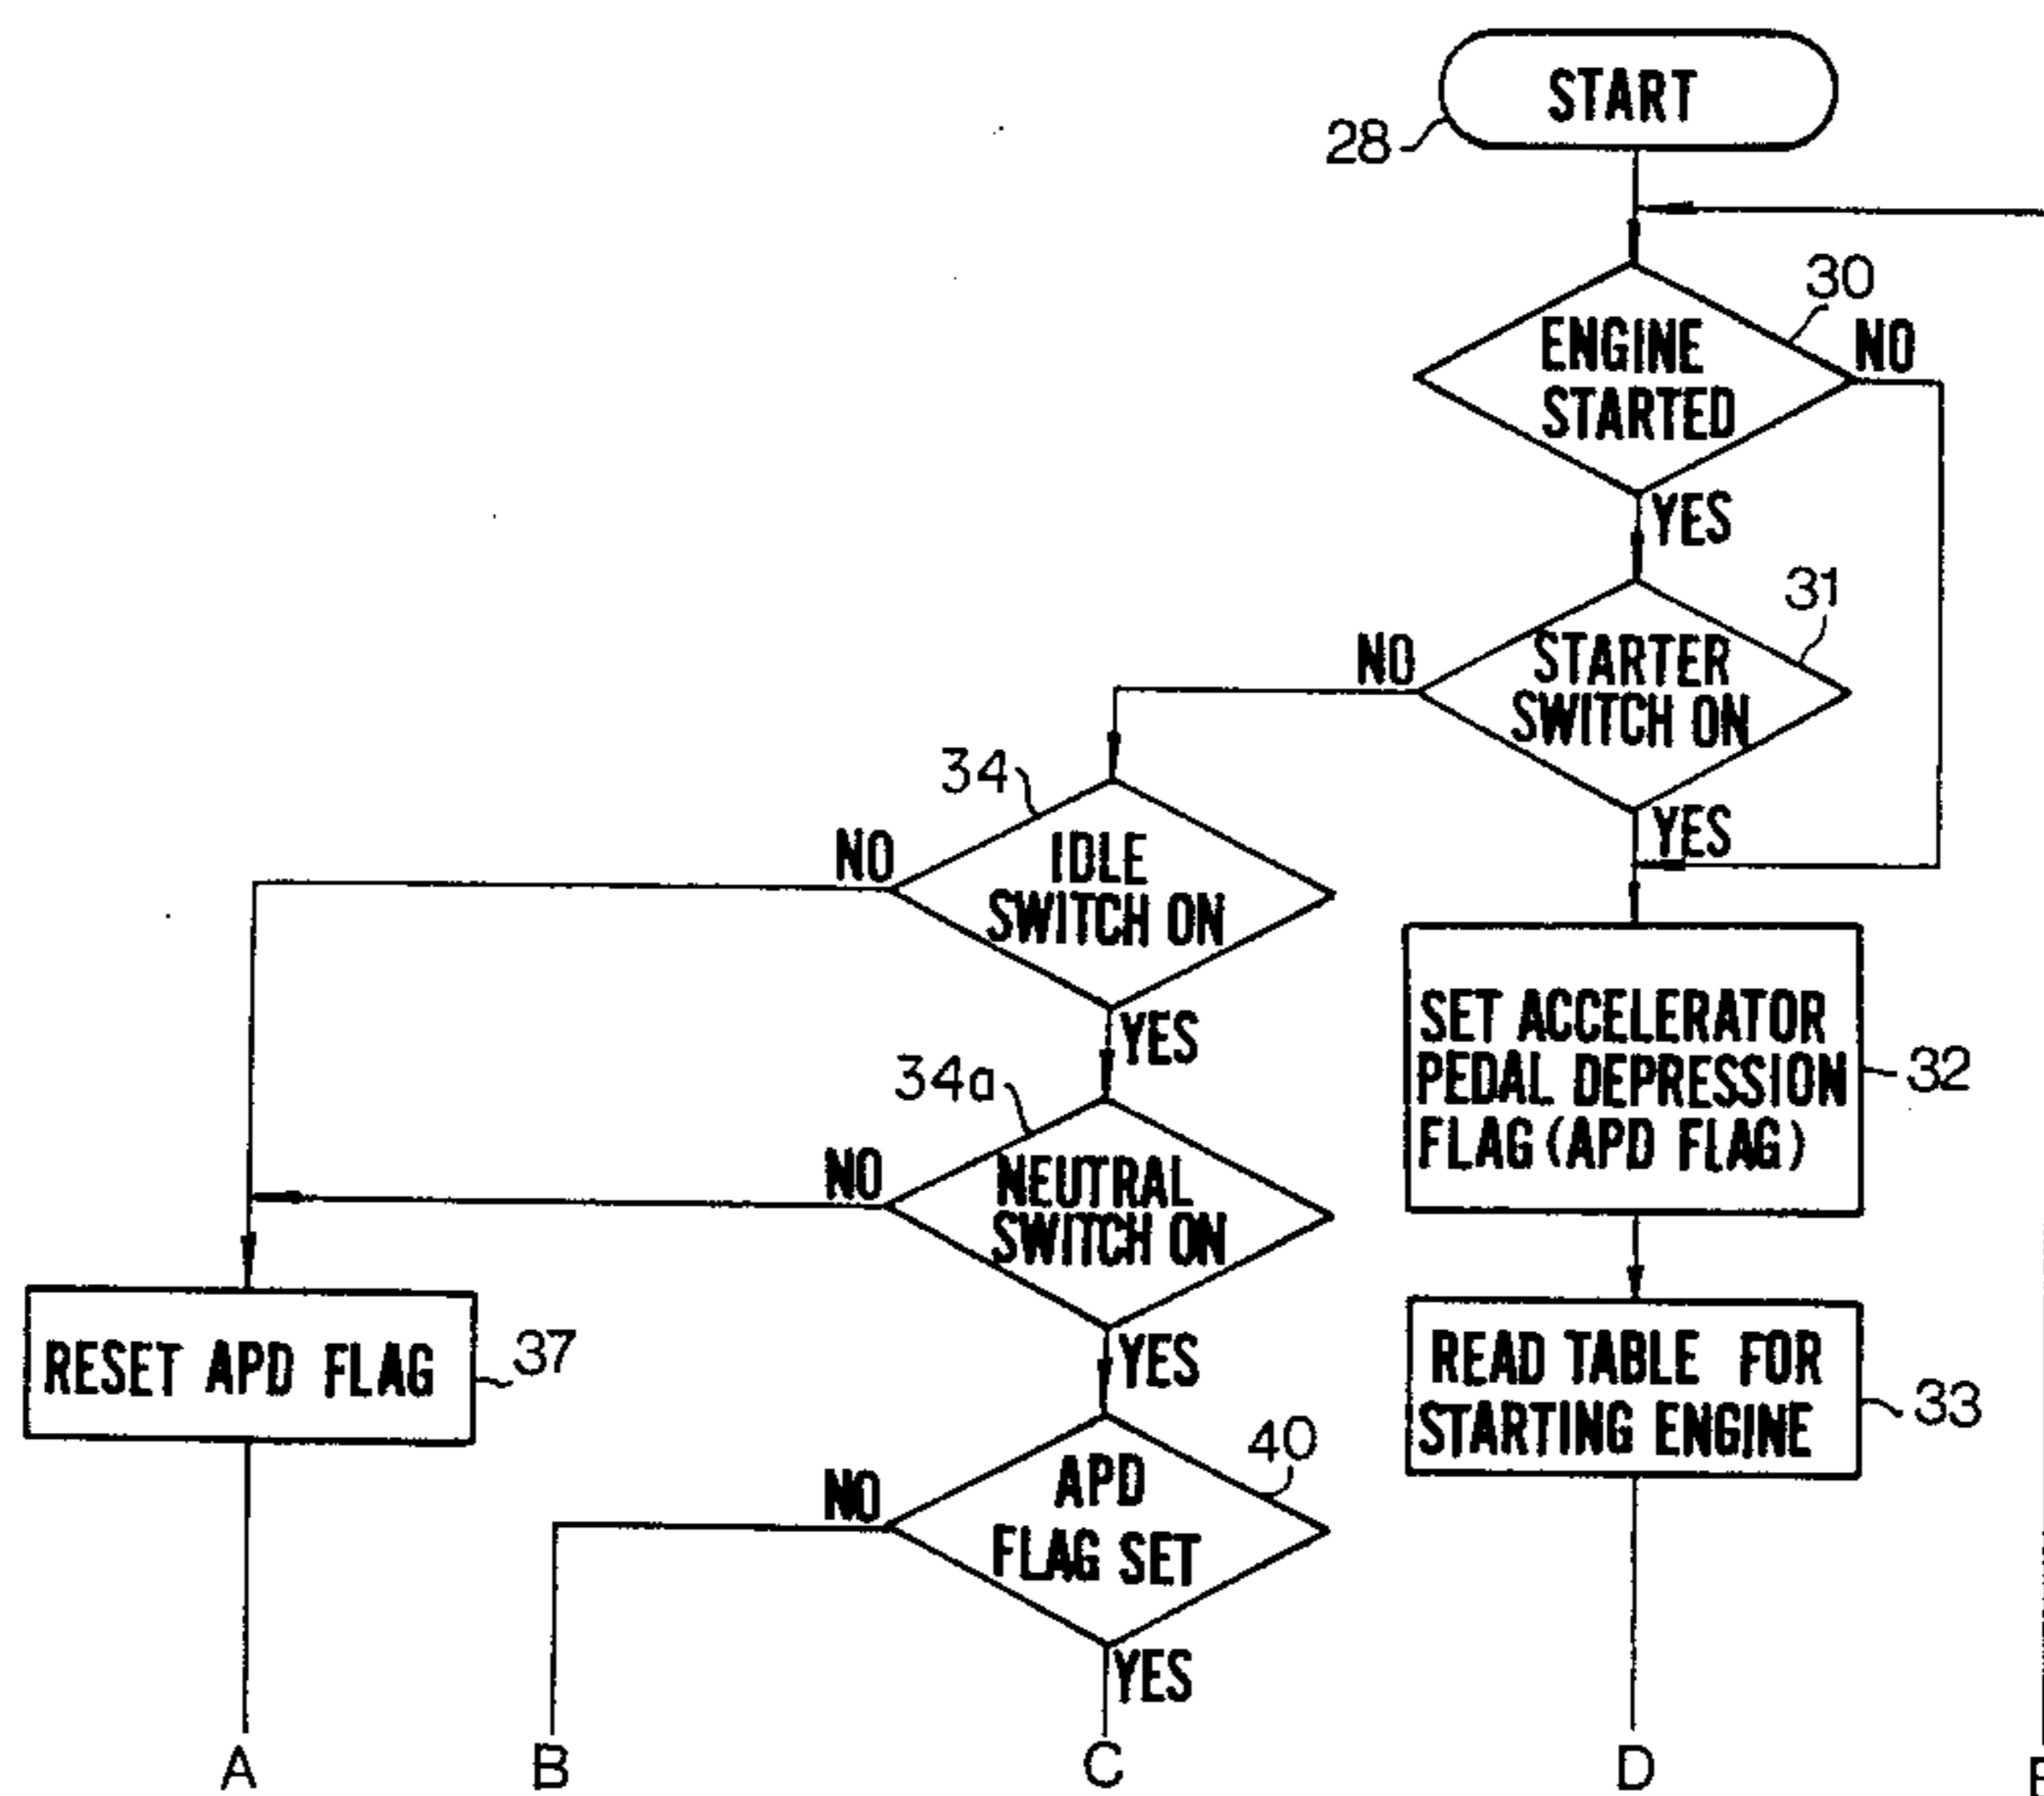 START
28
30
ENGINE
STARTED
NO
YES
31
STARTER
SWITCH ON
NO
YES
34
IDLE
SWITCH ON
NO
YES
SET ACCELERATOR
PEDAL DEPRESSION
FLAG (APD FLAG)
32
34a
NEUTRAL
SWITCH ON
NO
YES
RESET APD FLAG
37
READ TABLE FOR
STARTING ENGINE
33
40
APD
FLAG SET
NO
YES
A
B
C
D